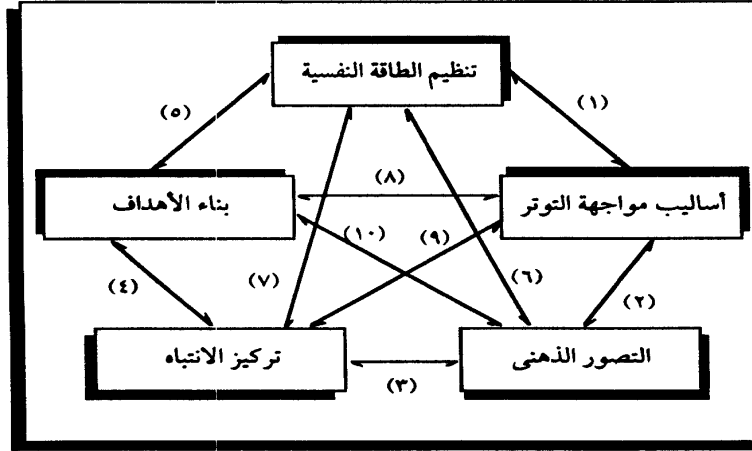 تنظيم الطاقة النفسية
(٥)
(١)
(٨)
أساليب مواجهة التوتر
بناء الأهداف
(٩)
(١٠)
(٢)
(٦)
(٧)
(٤)
التصور الذهنى
تركيز الانتباه
(٣)